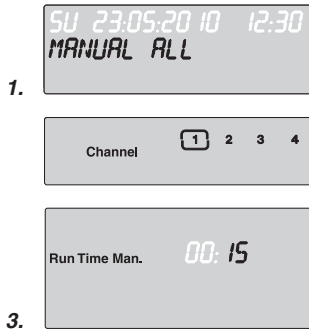 SU 23:05:20 10 12:30
MANUAL ALL
1.
Channel 1 2 3 4
Run Time Man. 00: 15
3.